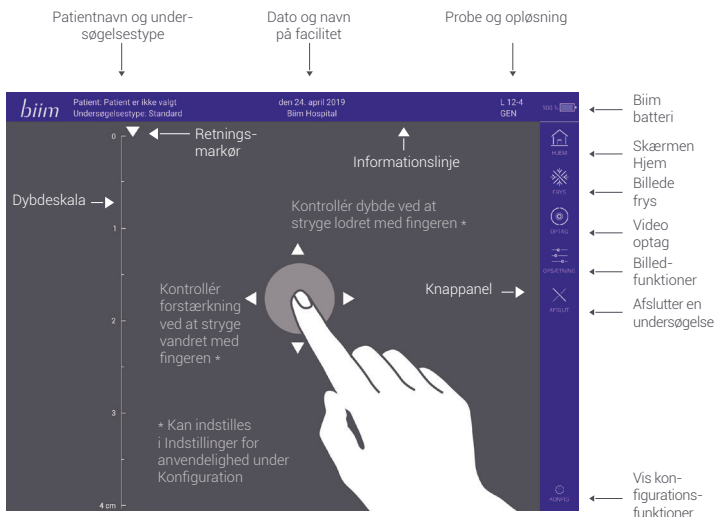 Patientnavn og under-
søgelsestype
Dato og navn
på facilitet
Probe og opløsning
biim
Patient: Patient er ikke valgt
Undersøgelsestype: Standard
den 24. april 2019
Biim Hospital
L 12-4
GEN
100 %
Biim
batteri
0
Retnings-
markør
Informationslinje
HJEM
Skærmen
Hjem
FRYS
Billede
frys
Dybdeskala
Kontrollér dybde ved at
stryge lodret med fingeren *
OPTAG
Video
optag
1
OPSÆTNING
Billed-
funktioner
Kontrollér
forstærkning
ved at stryge
vandret med
fingeren *
Knappanel
AFSLUT
Afslutter en
undersøgelse
2
3
* Kan indstilles
i Indstillinger for
anvendelighed under
Konfiguration
4 cm
KONFIG
Vis kon-
figurations-
funktioner